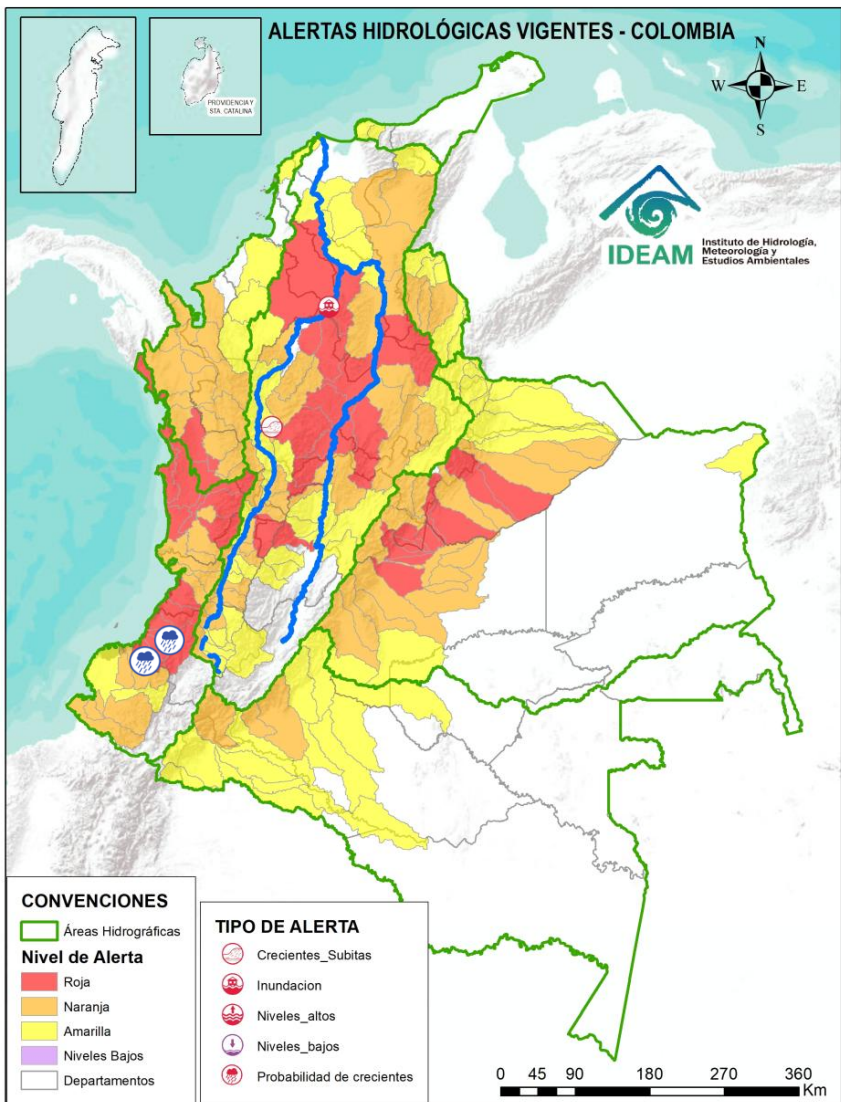 ALERTAS HIDROLÓGICAS VIGENTES - COLOMBIA
PROVIDENCIA Y
STA. CATALINA
N
W
E
S
IDEAM
Instituto de Hidrología,
Meteorología y
Estudios Ambientales
CONVENCIONES
Áreas Hidrográficas
Nivel de Alerta
Roja
Naranja
Amarilla
Niveles Bajos
Departamentos
TIPO DE ALERTA
Crecientes_Subitas
Inundacion
Niveles_altos
Niveles_bajos
Probabilidad de crecientes
0 45 90 180 270 360
Km